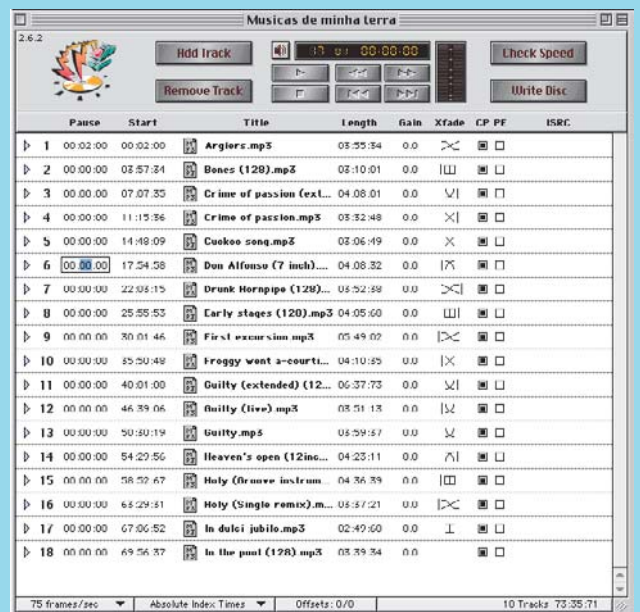 Musicas de minha terra
2.6.2
Add Track
17 01 00:00:00
Check Speed
Remove Track
Write Disc
Pause Start Title Length Gain Xfade CP PE ISRC
1 00:02:00 00:02:00 Argiers.mp3 03:55:34 0.0
2 00:00:00 03:57:34 Bones (128).mp3 03:10:01 0.0
3 00:00:00 07:07:35 Crime of passion (ext... 04:08:01 0.0
4 00:00:00 11:15:36 Crime of passion.mp3 03:32:48 0.0
5 00:00:00 14:48:09 Cuckoo song.mp3 03:06:49 0.0
6 00:00:00 17:54:58 Don Alfonso (7 inch).... 04:08:32 0.0
7 00:00:00 22:03:15 Drunk Hornpipe (128)... 03:52:38 0.0
8 00:00:00 25:55:53 Early stages (128).mp3 04:05:60 0.0
9 00:00:00 30:01:46 First excursion.mp3 05:49:02 0.0
10 00:00:00 35:50:48 Froggy went a-courti... 04:10:35 0.0
11 00:00:00 40:01:00 Guilty (extended) (12... 06:37:73 0.0
12 00:00:00 46:39:06 Guilty (live).mp3 03:51:13 0.0
13 00:00:00 50:30:19 Guilty.mp3 03:59:37 0.0
14 00:00:00 54:29:56 Heaven's open (12inc... 04:23:11 0.0
15 00:00:00 58:52:67 Holy (Groove instrum... 04:36:39 0.0
16 00:00:00 63:29:31 Holy (Single remix).m... 03:37:21 0.0
17 00:00:00 67:06:52 In dulci jubilo.mp3 02:49:60 0.0
18 00:00:00 69:56:37 In the pool (128).mp3 03:39:34 0.0
75 frames/sec Absolute Index Times Offsets: 0/0 10 Tracks 73:35:71